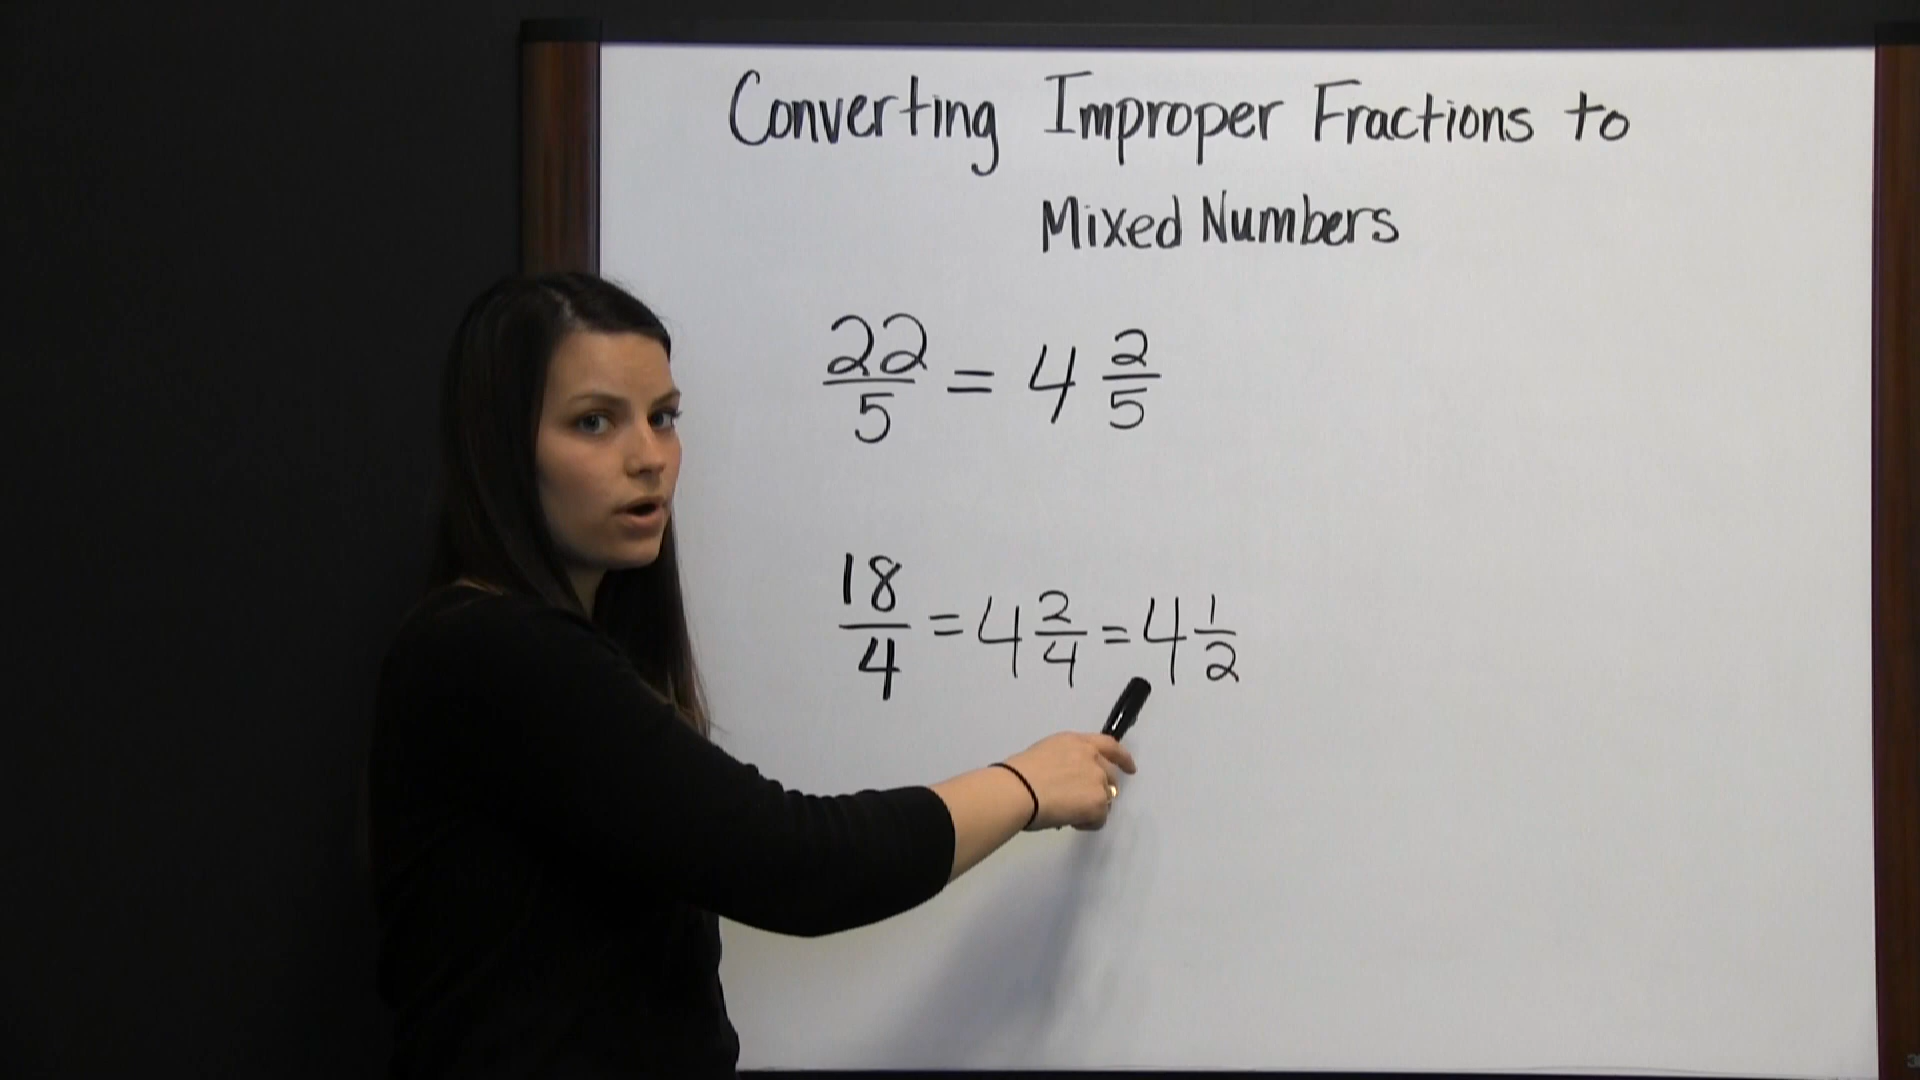 Converting Improper Fractions to
Mixed Numbers
22/5 = 4 2/5
18/4 = 4 2/4 = 4 1/2